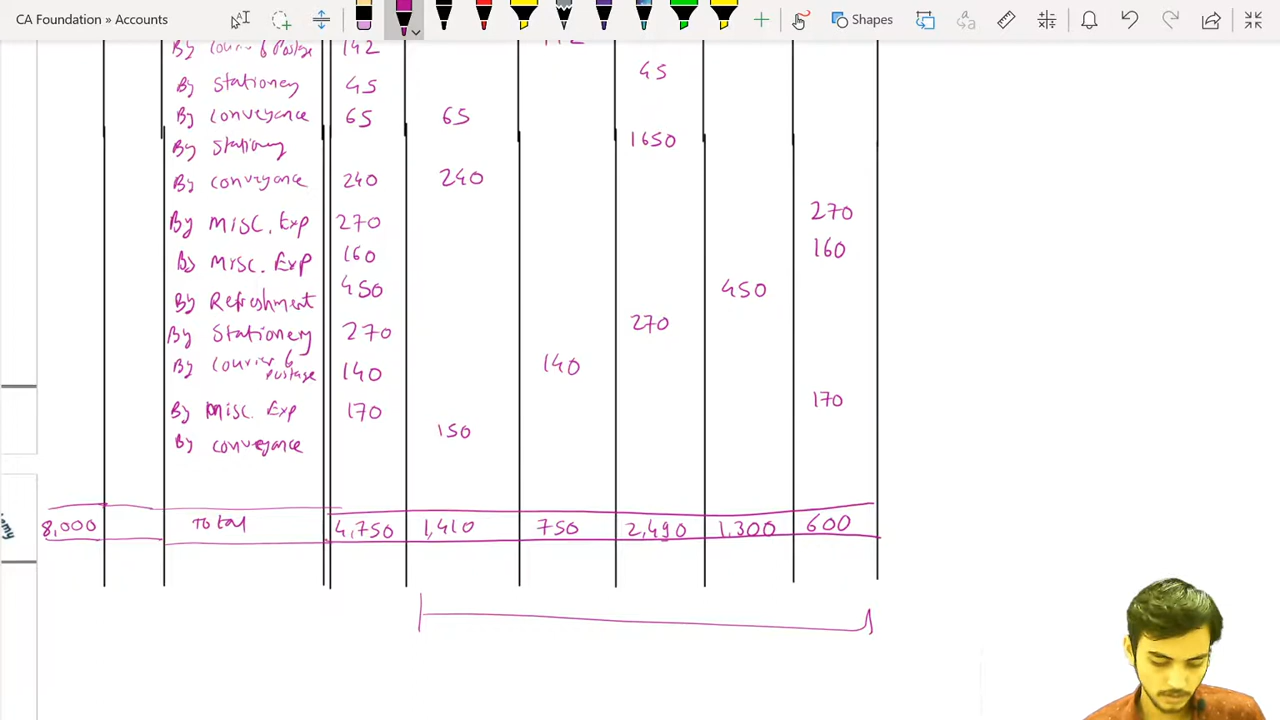 CA Foundation » Accounts
Shapes
By Courier & Postage 142 142
By Stationery 45 45
By conveyance 65 65
By Stationery 1650
By conveyance 240 240
By Misc. Exp 270 270
By Misc. Exp 160 160
By Refreshment 450 450
By Stationery 270 270
By Courier & Postage 140 140
By Misc. Exp 170 170
By conveyance 150
8,000 Total 4,750 1,410 750 2,490 1,300 600